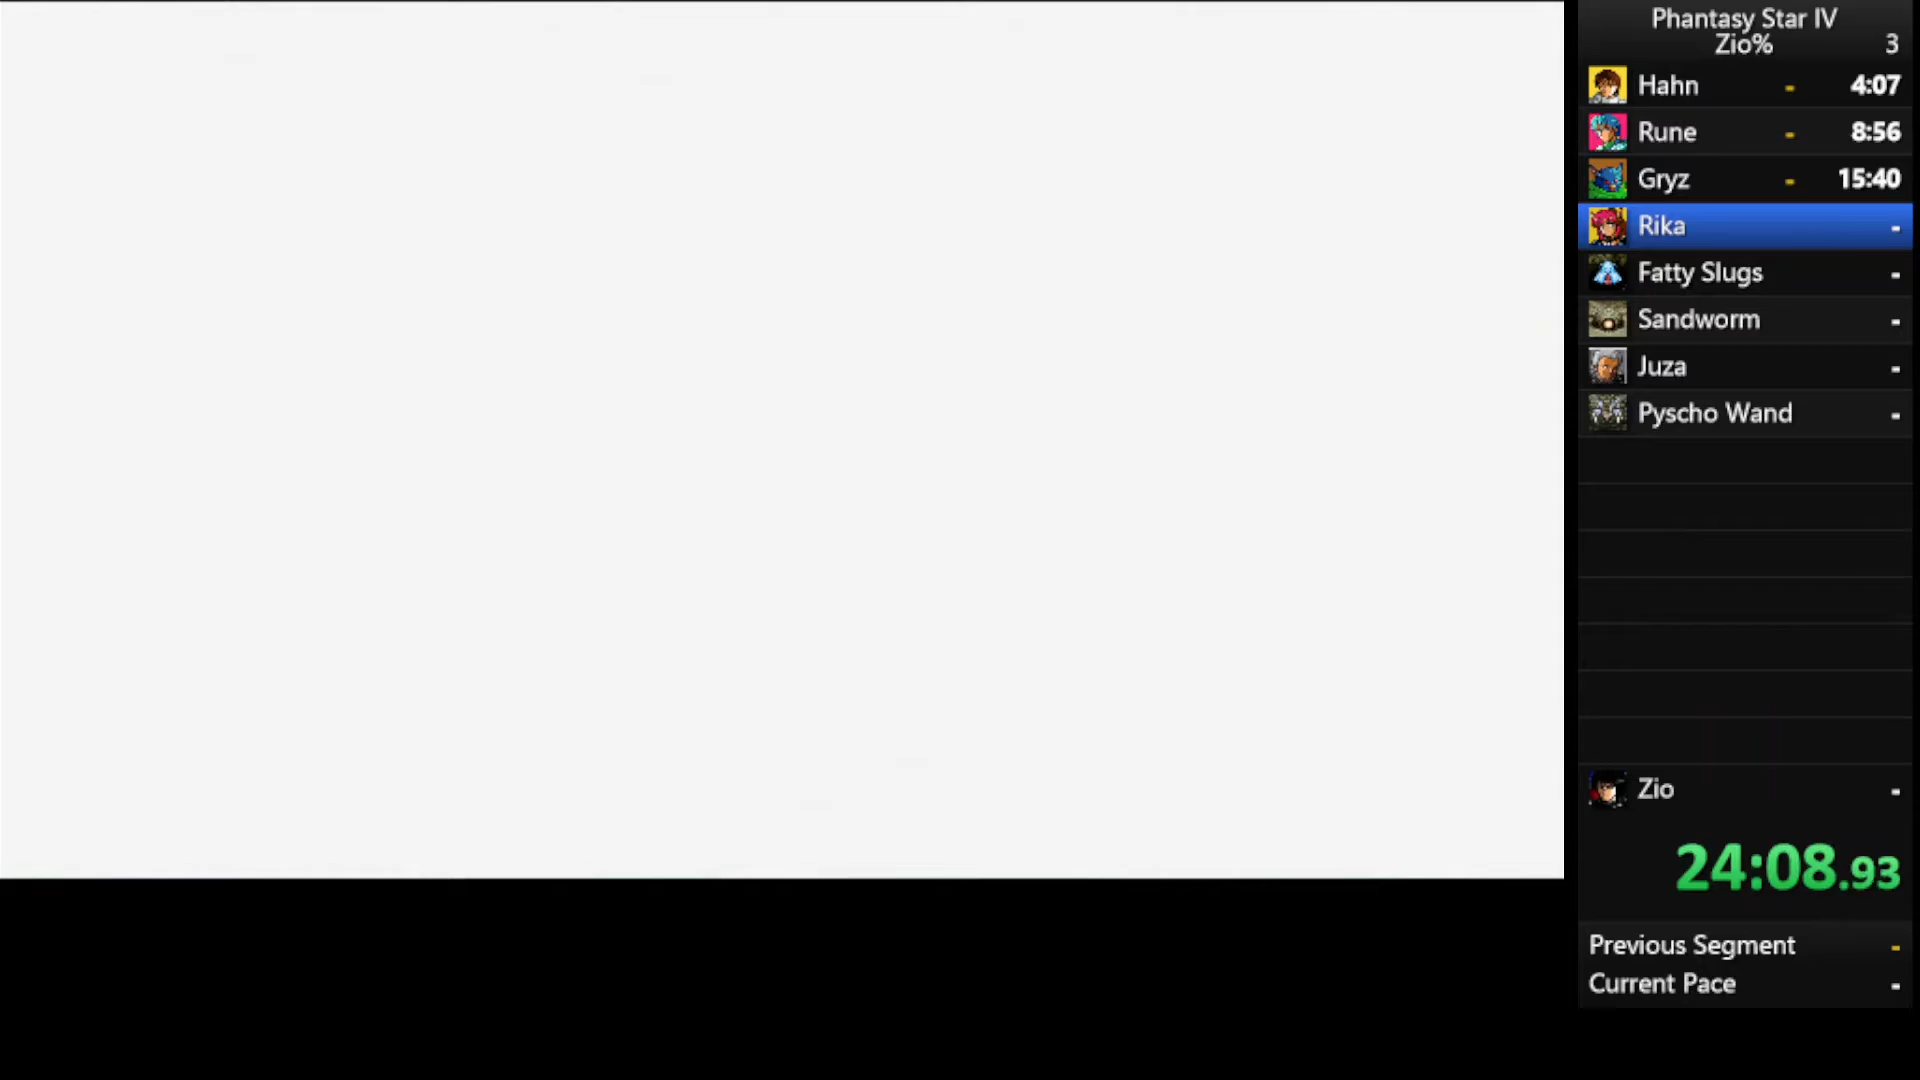 Phantasy Star IV
Zio% 3
Hahn - 4:07
Rune - 8:56
Gryz - 15:40
Rika -
Fatty Slugs -
Sandworm -
Juza -
Pyscho Wand -
Zio -
24:08.93
Previous Segment -
Current Pace -